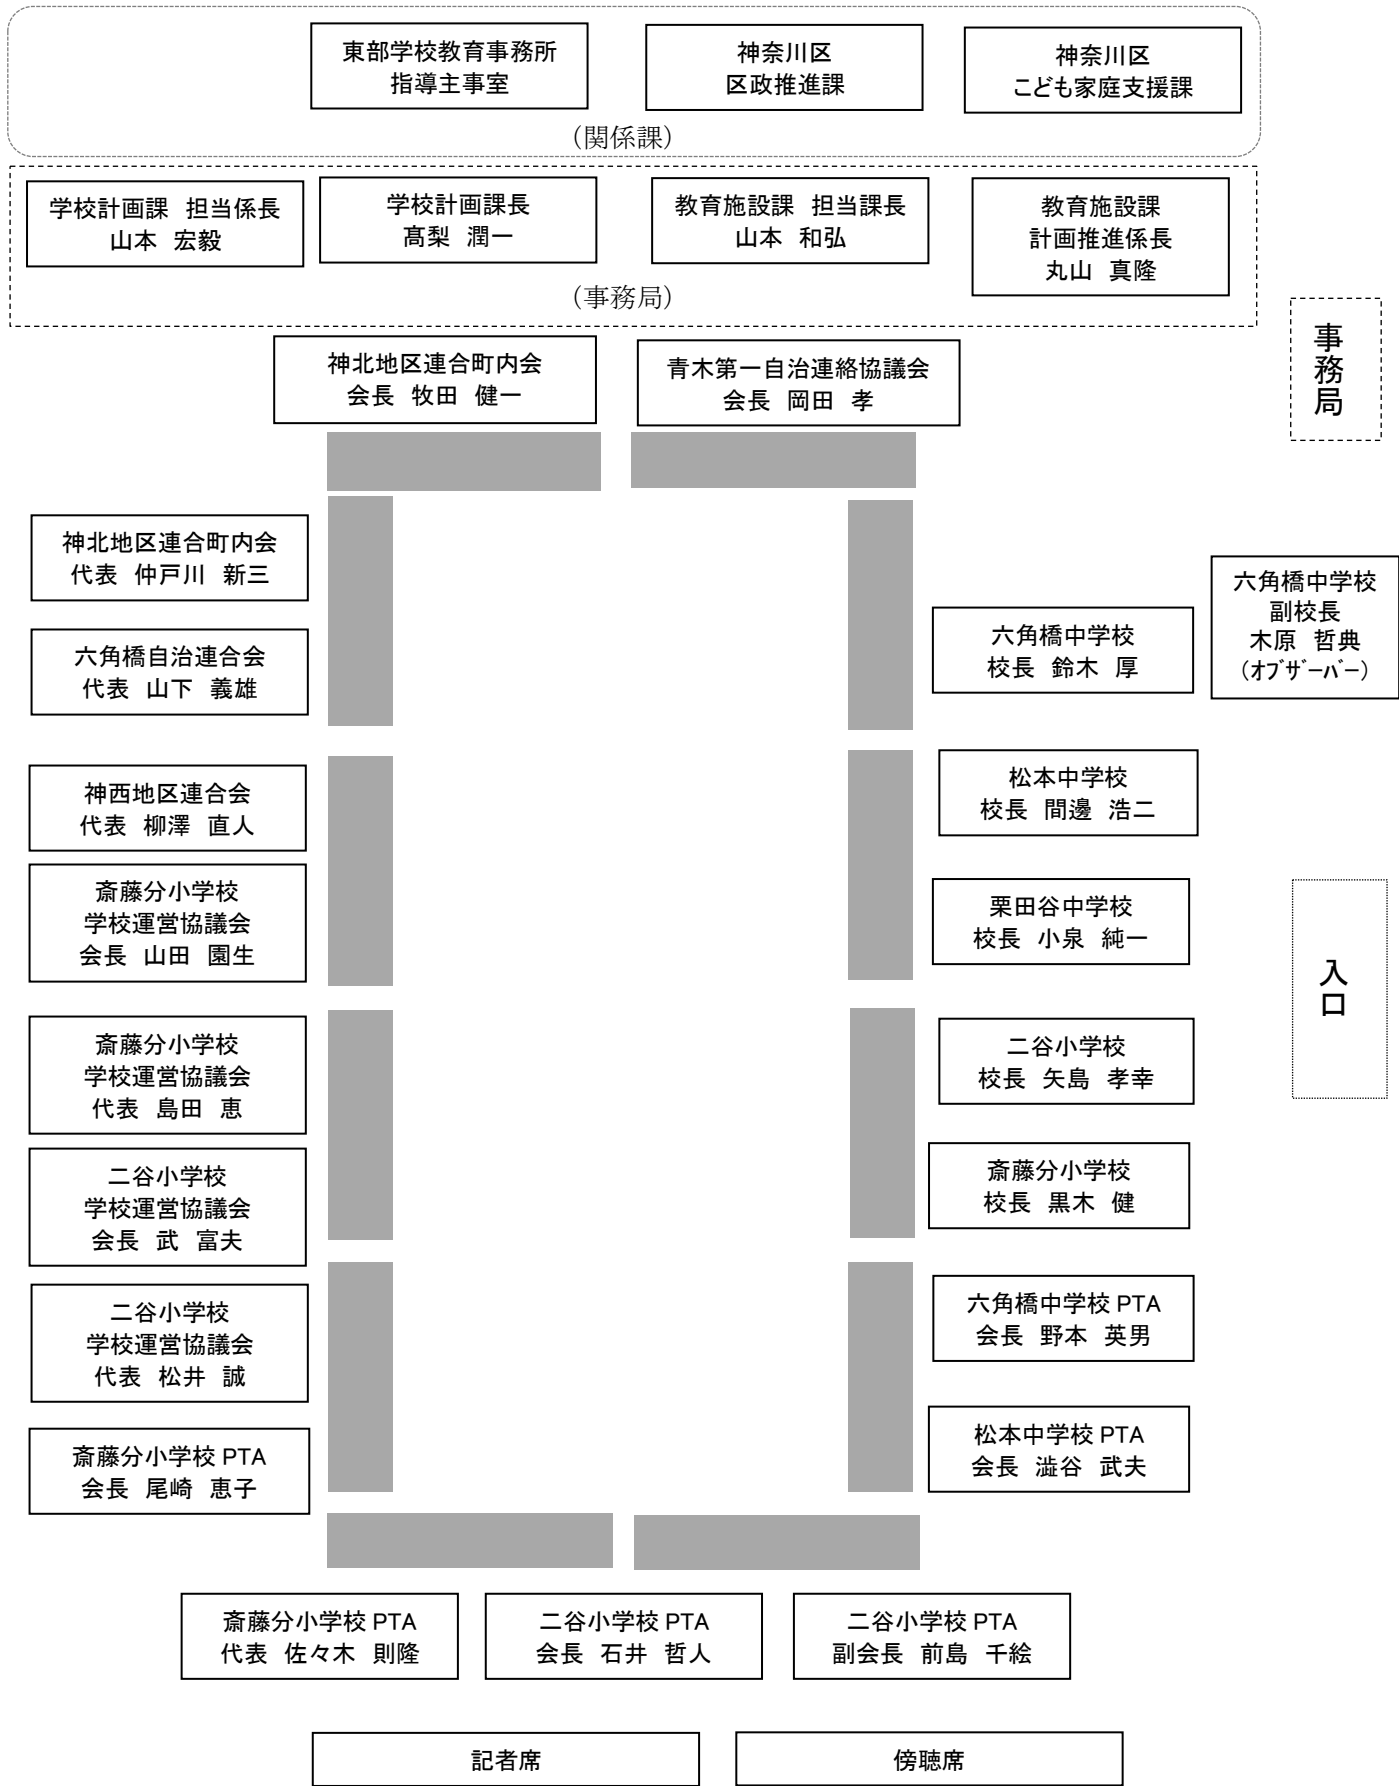 東部学校教育事務所
指導主事室
神奈川区
区政推進課
神奈川区
こども家庭支援課
（関係課）
学校計画課 担当係長
山本 宏毅
学校計画課長
髙梨 潤一
教育施設課 担当課長
山本 和弘
教育施設課
計画推進係長
丸山 真隆
（事務局）
事務局
神北地区連合町内会
会長 牧田 健一
青木第一自治連絡協議会
会長 岡田 孝
神北地区連合町内会
代表 仲戸川 新三
六角橋自治連合会
代表 山下 義雄
神西地区連合会
代表 柳澤 直人
斎藤分小学校
学校運営協議会
会長 山田 園生
斎藤分小学校
学校運営協議会
代表 島田 恵
二谷小学校
学校運営協議会
会長 武 富夫
二谷小学校
学校運営協議会
代表 松井 誠
斎藤分小学校 PTA
会長 尾崎 恵子
六角橋中学校
校長 鈴木 厚
六角橋中学校
副校長
木原 哲典
（ｵﾌﾞｻﾞｰﾊﾞｰ）
松本中学校
校長 間邊 浩二
栗田谷中学校
校長 小泉 純一
入口
二谷小学校
校長 矢島 孝幸
斎藤分小学校
校長 黒木 健
六角橋中学校 PTA
会長 野本 英男
松本中学校 PTA
会長 澁谷 武夫
斎藤分小学校 PTA
代表 佐々木 則隆
二谷小学校 PTA
会長 石井 哲人
二谷小学校 PTA
副会長 前島 千絵
記者席
傍聴席